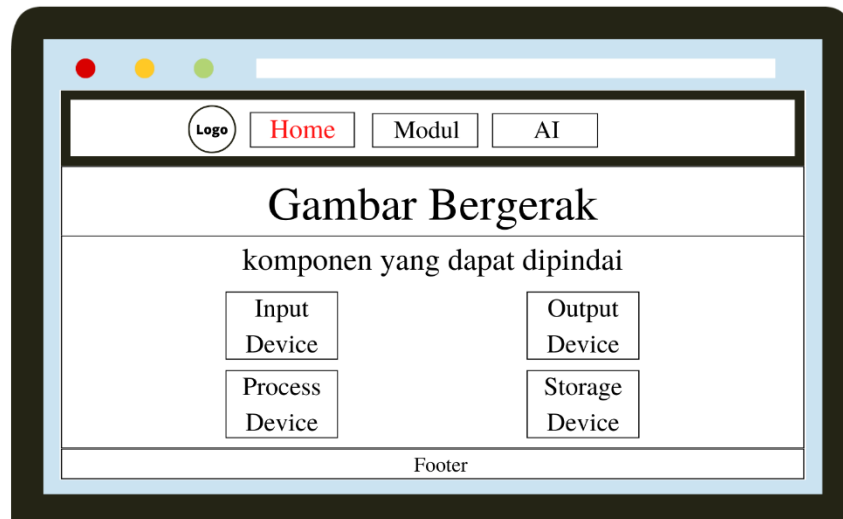 Logo Home Modul AI
Gambar Bergerak
komponen yang dapat dipindai
Input
Device
Output
Device
Process
Device
Storage
Device
Footer